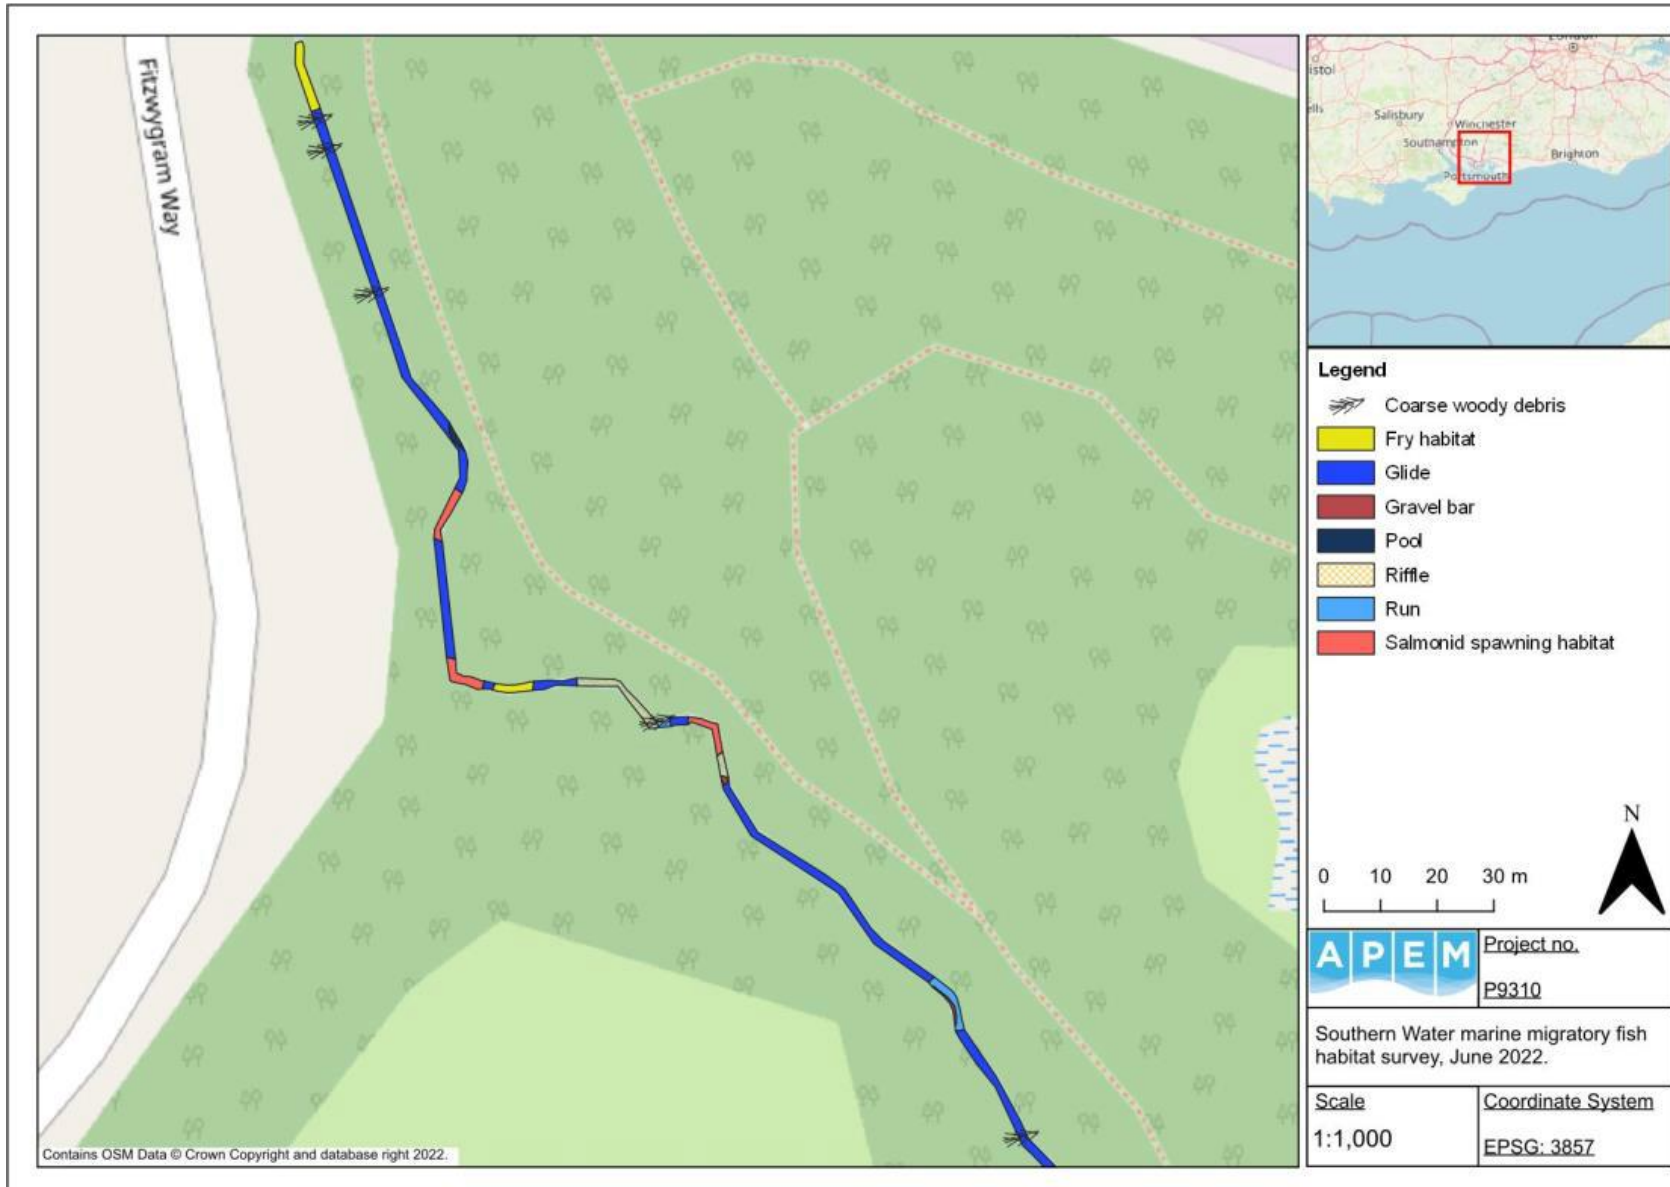 Fitzwygram Way
Contains OSM Data © Crown Copyright and database right 2022.
London
Salisbury
Winchester
Southampton
Brighton
Portsmouth
Legend
Coarse woody debris
Fry habitat
Glide
Gravel bar
Pool
Riffle
Run
Salmonid spawning habitat
N
0 10 20 30 m
APEM
Project no.
P9310
Southern Water marine migratory fish
habitat survey, June 2022.
Scale
1:1,000
Coordinate System
EPSG: 3857